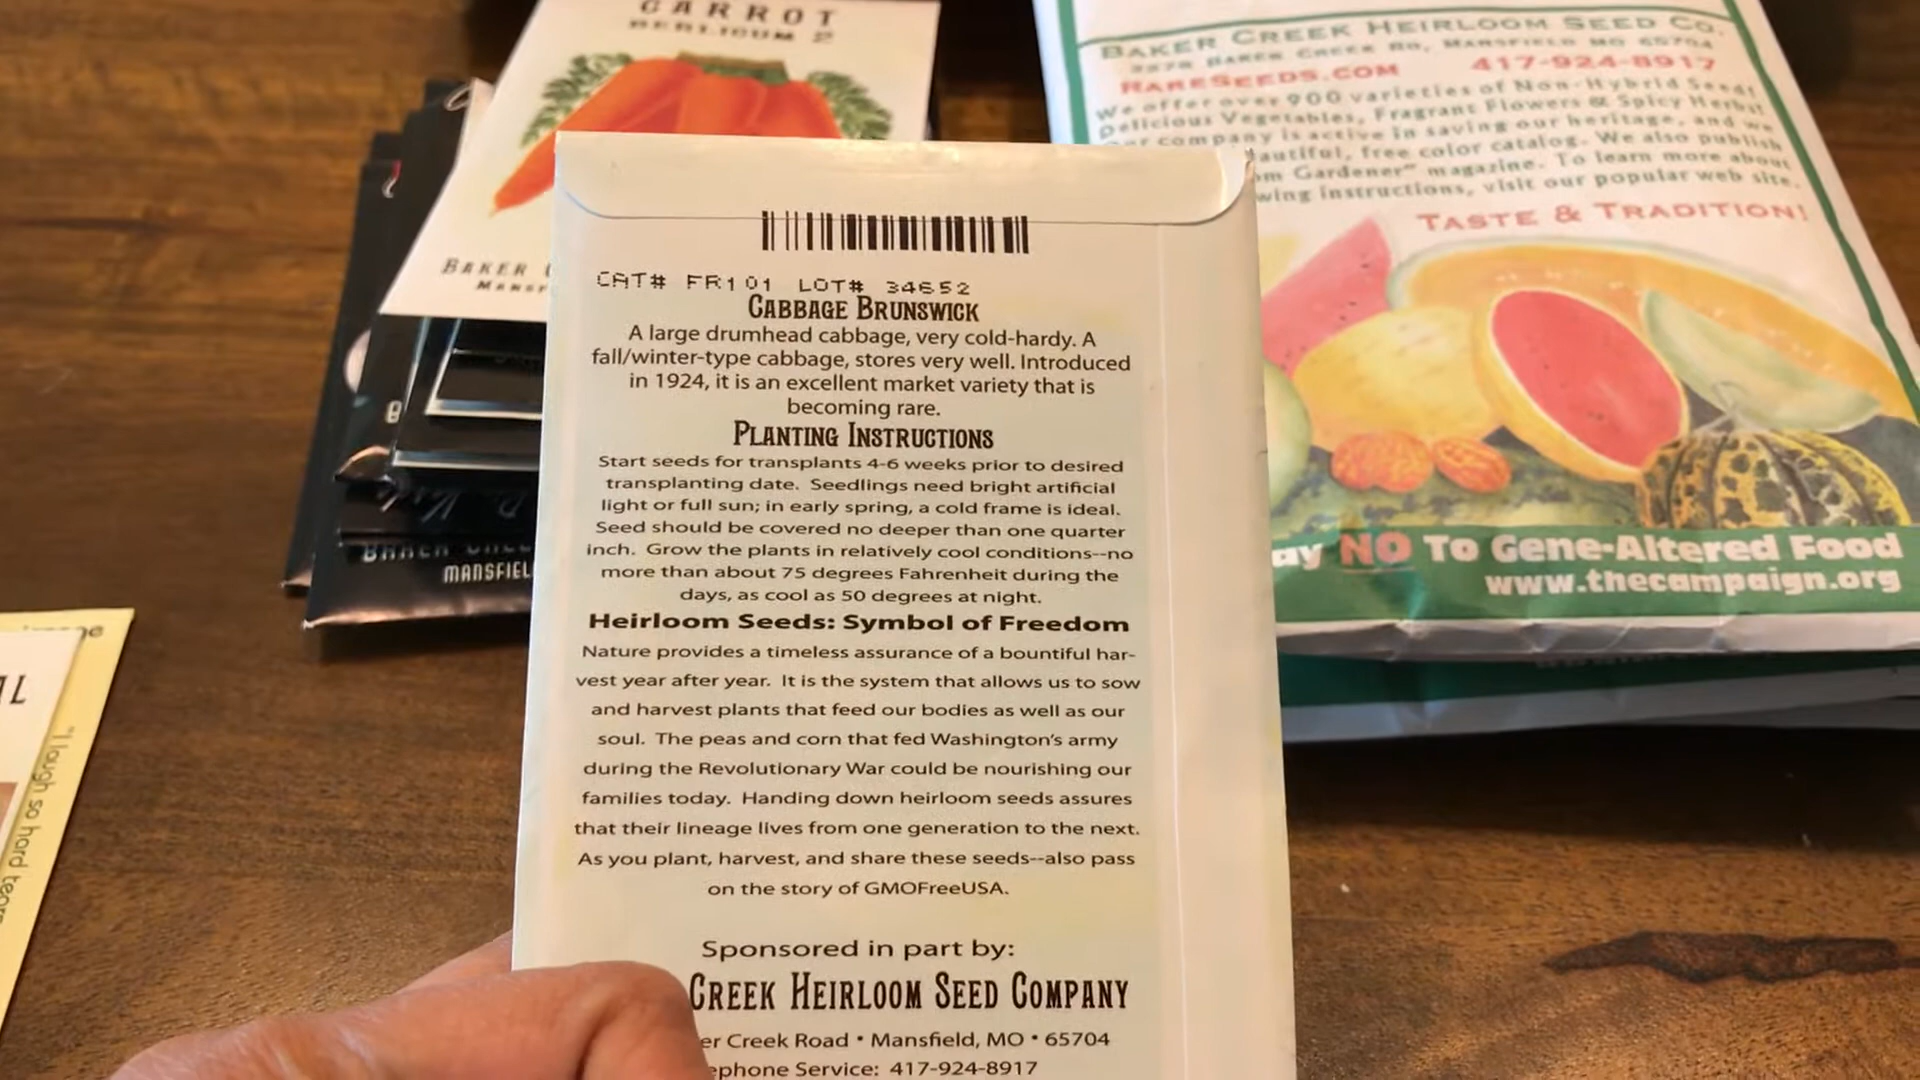 CARROT
BERLICUM 2
BAKER
MANSF
BAKER CREEK HEIRLOOM SEED CO.
2278 BAKER CREEK RD, MANSFIELD MO 65704
RARESEEDS.COM 417-924-8917
We offer over 900 varieties of Non-Hybrid Seed!
Delicious Vegetables, Fragrant Flowers & Spicy Herbs!
Our company is active in saving our heritage, and we
autiful, free color catalog. We also publish
om Gardener" magazine. To learn more about
wing instructions, visit our popular web site.
TASTE & TRADITION!
ay NO To Gene-Altered Food
www.thecampaign.org
CAT# FR101 LOT# 34652
CABBAGE BRUNSWICK
A large drumhead cabbage, very cold-hardy. A
fall/winter-type cabbage, stores very well. Introduced
in 1924, it is an excellent market variety that is
becoming rare.
PLANTING INSTRUCTIONS
Start seeds for transplants 4-6 weeks prior to desired
transplanting date. Seedlings need bright artificial
light or full sun; in early spring, a cold frame is ideal.
Seed should be covered no deeper than one quarter
inch. Grow the plants in relatively cool conditions--no
more than about 75 degrees Fahrenheit during the
days, as cool as 50 degrees at night.
Heirloom Seeds: Symbol of Freedom
Nature provides a timeless assurance of a bountiful har-
vest year after year. It is the system that allows us to sow
and harvest plants that feed our bodies as well as our
soul. The peas and corn that fed Washington's army
during the Revolutionary War could be nourishing our
families today. Handing down heirloom seeds assures
that their lineage lives from one generation to the next.
As you plant, harvest, and share these seeds--also pass
on the story of GMOFreeUSA.
Sponsored in part by:
CREEK HEIRLOOM SEED COMPANY
er Creek Road • Mansfield, MO • 65704
ephone Service: 417-924-8917
BAKER CREE
MANSFIEL
AL
"I laugh so hard tears